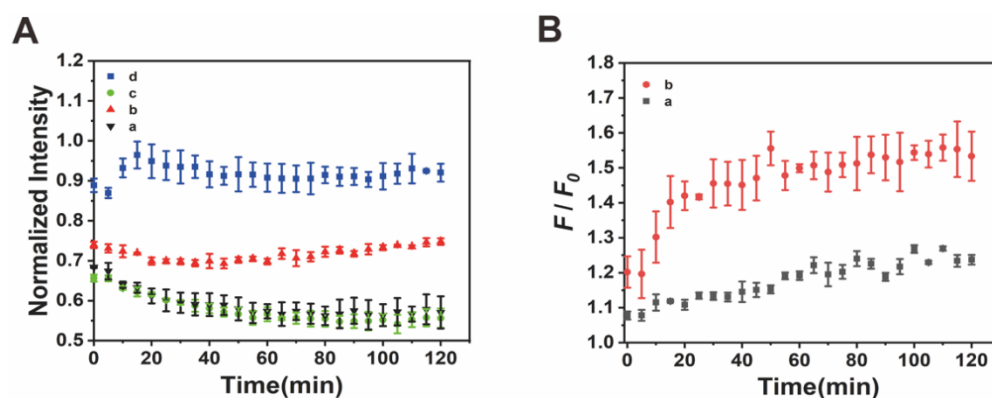 A
Normalized Intensity
1.2
1.1
1.0
0.9
0.8
0.7
0.6
0.5
d
c
b
a
0 20 40 60 80 100 120
Time(min)
B
F / F0
1.8
1.7
1.6
1.5
1.4
1.3
1.2
1.1
1.0
b
a
0 20 40 60 80 100 120
Time(min)